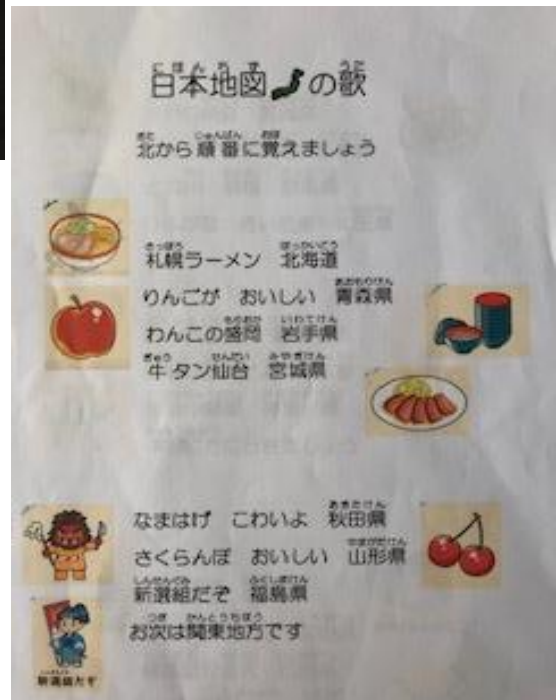 日本地図の歌
北から順番に覚えましょう
札幌ラーメン 北海道
りんごが おいしい 青森県
わんこの盛岡 岩手県
牛タン仙台 宮城県
なまはげ こわいよ 秋田県
さくらんぼ おいしい 山形県
新選組だぞ 福島県
お次は関東地方です
新選組だぞ